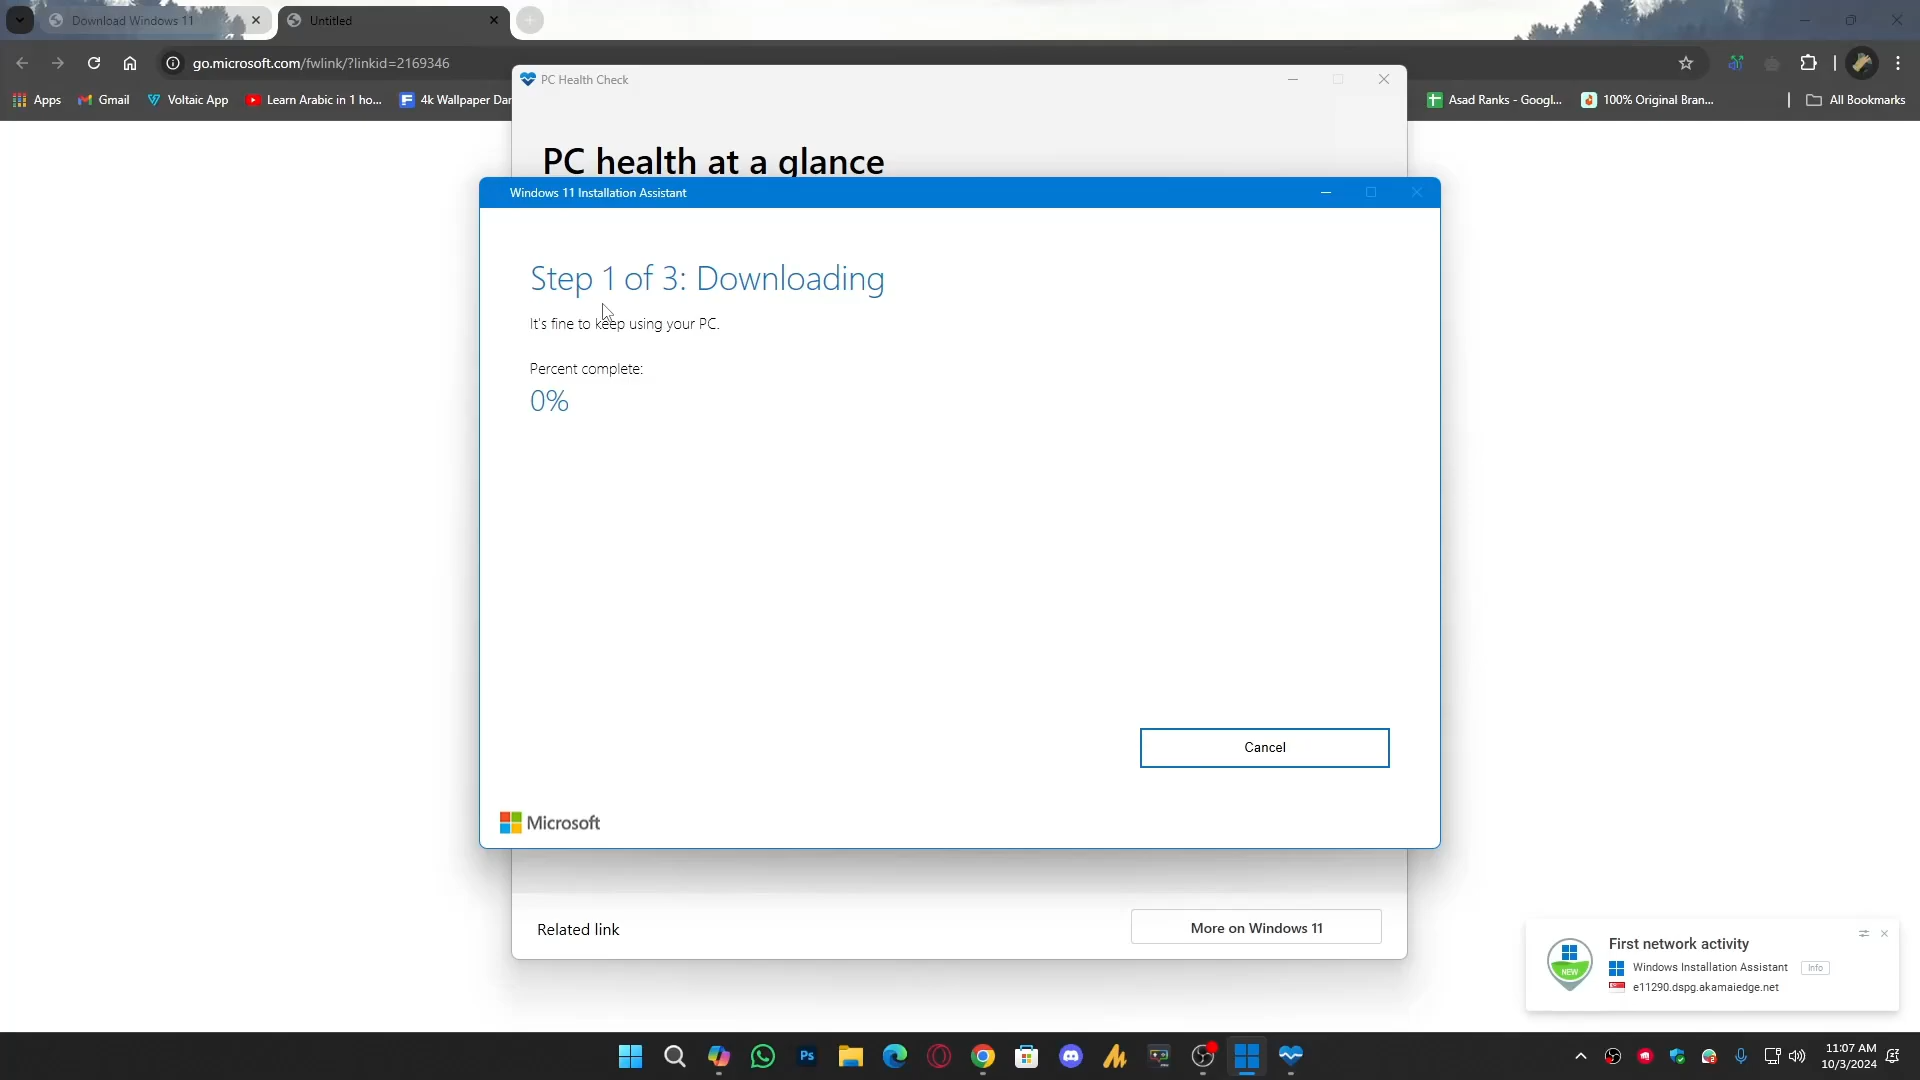 Download Windows 11
Untitled
go.microsoft.com/fwlink/?linkid=2169346
Apps
Gmail
Voltaic App
Learn Arabic in 1 ho...
4k Wallpaper Dar
Asad Ranks - Googl...
100% Original Bran...
All Bookmarks
PC Health Check
PC health at a glance
Windows 11 Installation Assistant
Step 1 of 3: Downloading
It's fine to keep using your PC.
Percent complete:
0%
Cancel
Microsoft
Related link
More on Windows 11
First network activity
NEW
Windows Installation Assistant
Info
e11290.dspg.akamaiedge.net
Ps
11:07 AM
10/3/2024